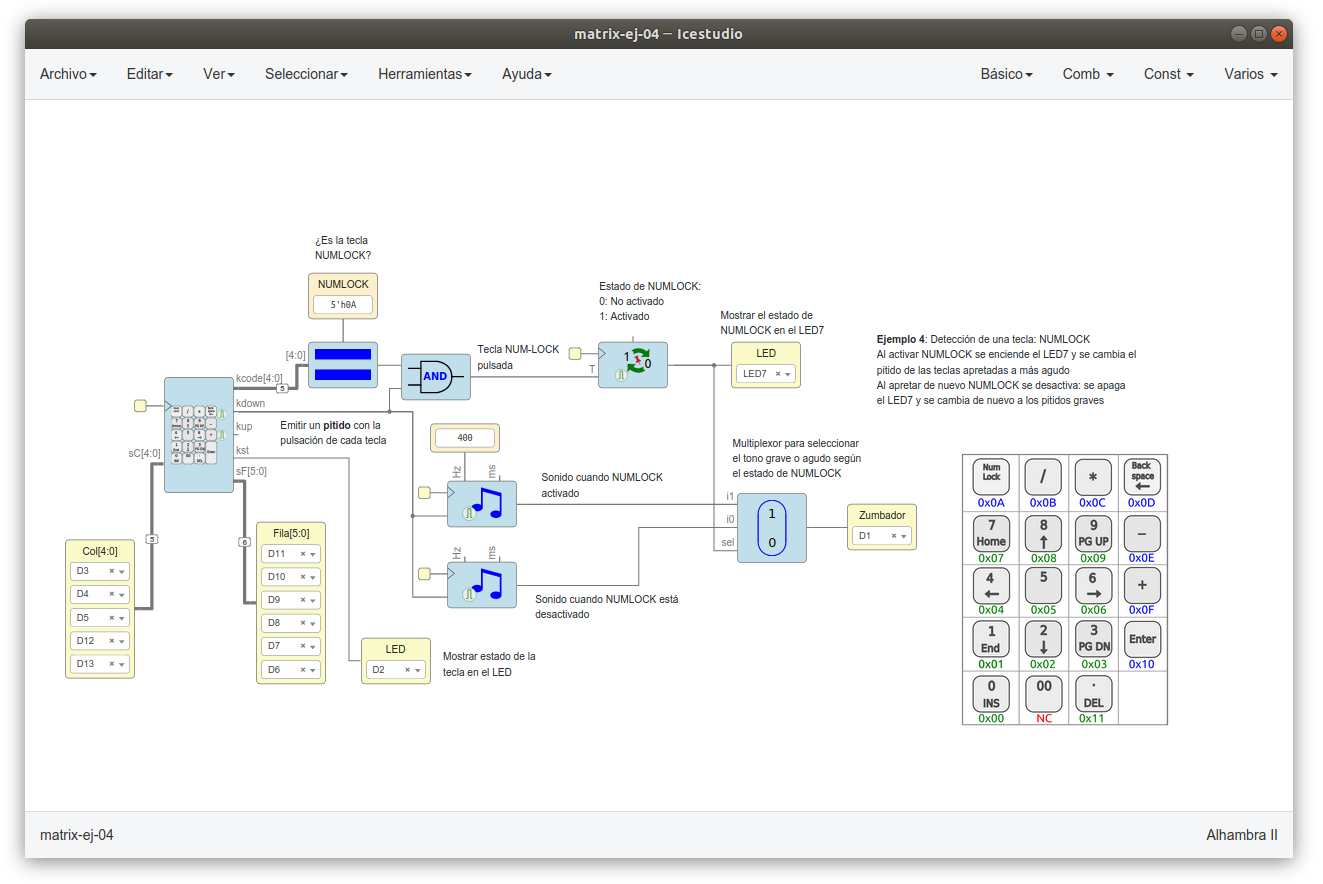 matrix-ej-04 — Icestudio
Archivo Editar Ver Seleccionar Herramientas Ayuda Básico Comb Const Varios
¿Es la tecla
NUMLOCK?
NUMLOCK
5'h0A
[4:0]
kcode[4:0]
5
kdown
kup
kst
sC[4:0]
sF[5:0]
5
6
AND
Tecla NUM-LOCK
pulsada
Estado de NUMLOCK:
0: No activado
1: Activado
T
1
0
Mostrar el estado de
NUMLOCK en el LED7
LED
LED7
Emitir un pitido con la
pulsación de cada tecla
400
Hz
ms
Sonido cuando NUMLOCK
activado
Hz
ms
Sonido cuando NUMLOCK está
desactivado
Multiplexor para seleccionar
el tono grave o agudo según
el estado de NUMLOCK
i1
i0
sel
1
0
Zumbador
D1
Col[4:0]
D3
D4
D5
D12
D13
Fila[5:0]
D11
D10
D9
D8
D7
D6
LED
D2
Mostrar estado de la
tecla en el LED
Ejemplo 4: Detección de una tecla: NUMLOCK
Al activar NUMLOCK se enciende el LED7 y se cambia el
pitido de las teclas apretadas a más agudo
Al apretar de nuevo NUMLOCK se desactiva: se apaga
el LED7 y se cambia de nuevo a los pitidos graves
Num Lock / * Back space ←
0x0A 0x0B 0x0C 0x0D
7 Home 8 ↑ 9 PG UP −
0x07 0x08 0x09 0x0E
4 ← 5 6 → +
0x04 0x05 0x06 0x0F
1 End 2 ↓ 3 PG DN Enter
0x01 0x02 0x03 0x10
0 INS 00 . DEL
0x00 NC 0x11
matrix-ej-04 Alhambra II